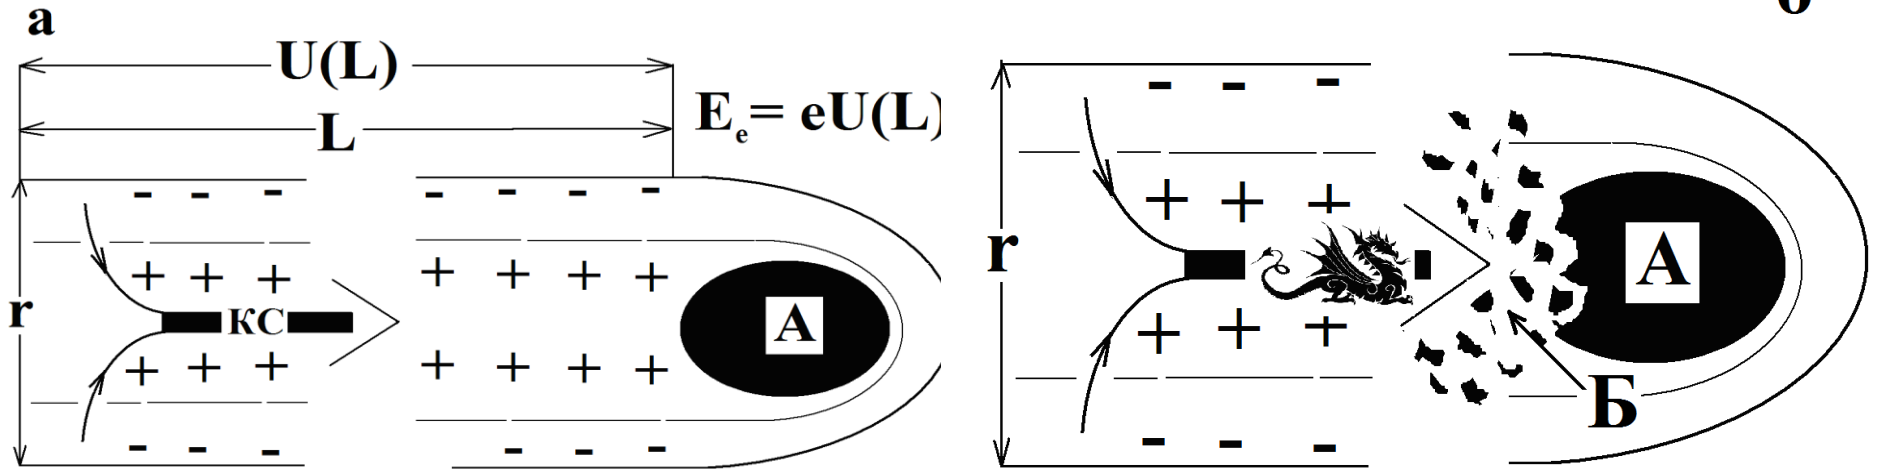 а
U(L)
L
Eₑ= eU(L)
r
- - - - - - -
+ + + + + + +
КС
А
+ + + + + + +
- - - - - -
б
- - -
r
+ + +
А
+ + +
Б
- - -